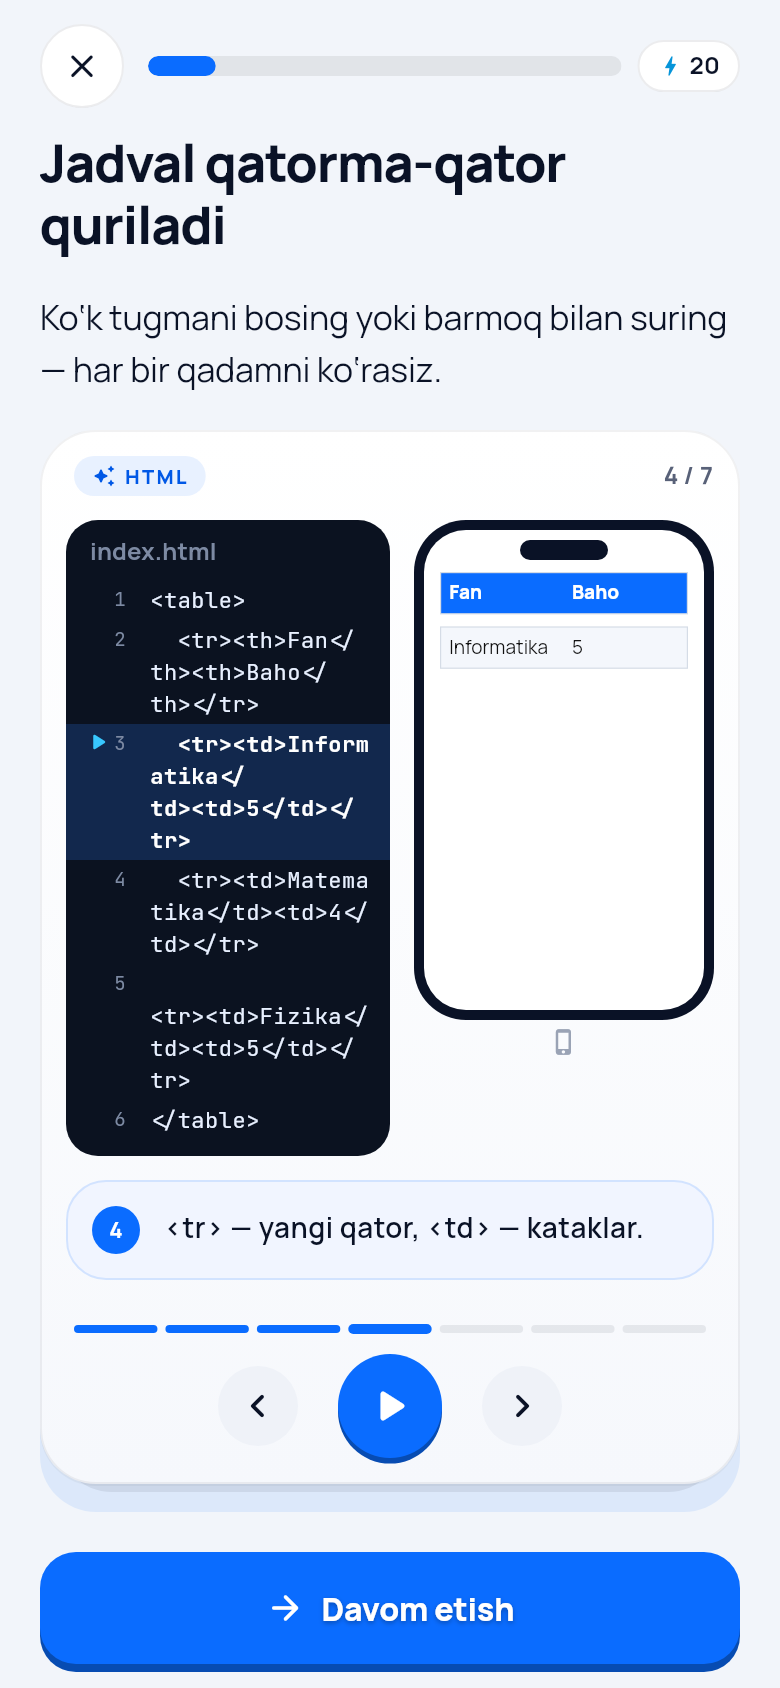 20
Jadval qatorma-qator
quriladi
Koʻk tugmani bosing yoki barmoq bilan suring
— har bir qadamni koʻrasiz.
HTML
4 / 7
index.html
1 <table>
2 <tr><th>Fan</
th><th>Baho</
th></tr>
3 <tr><td>Inform
atika</
td><td>5</td></
tr>
4 <tr><td>Matema
tika</td><td>4</
td></tr>
5
<tr><td>Fizika</
td><td>5</td></
tr>
6 </table>
Fan Baho
Informatika 5
4 <tr> — yangi qator, <td> — kataklar.
Davom etish